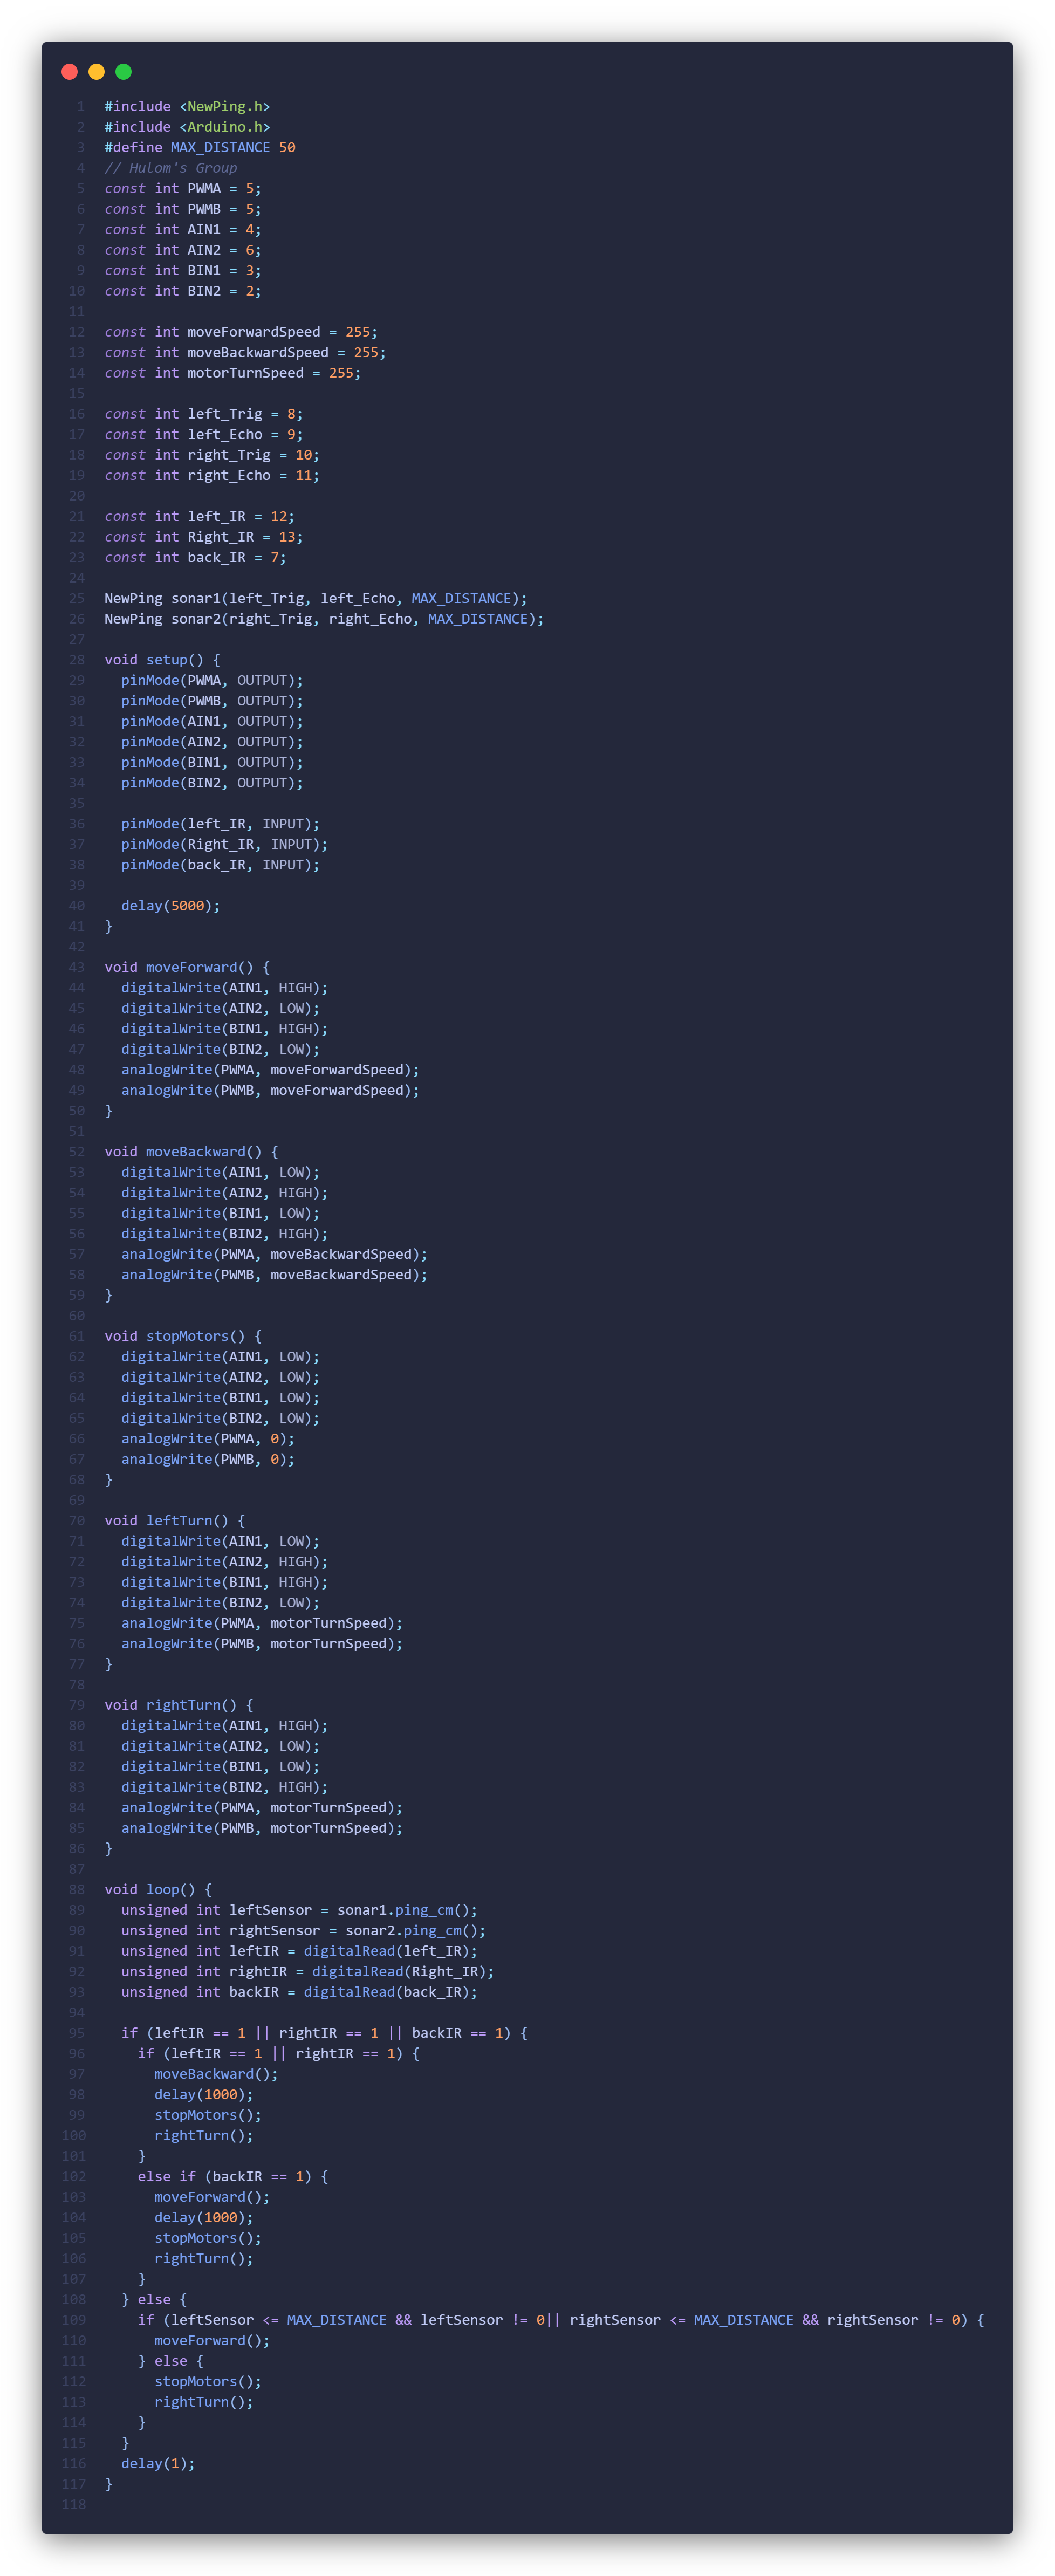 1 #include <NewPing.h>
2 #include <Arduino.h>
3 #define MAX_DISTANCE 50
4 // Hulom's Group
5 const int PWMA = 5;
6 const int PWMB = 5;
7 const int AIN1 = 4;
8 const int AIN2 = 6;
9 const int BIN1 = 3;
10 const int BIN2 = 2;
11
12 const int moveForwardSpeed = 255;
13 const int moveBackwardSpeed = 255;
14 const int motorTurnSpeed = 255;
15
16 const int left_Trig = 8;
17 const int left_Echo = 9;
18 const int right_Trig = 10;
19 const int right_Echo = 11;
20
21 const int left_IR = 12;
22 const int Right_IR = 13;
23 const int back_IR = 7;
24
25 NewPing sonar1(left_Trig, left_Echo, MAX_DISTANCE);
26 NewPing sonar2(right_Trig, right_Echo, MAX_DISTANCE);
27
28 void setup() {
29   pinMode(PWMA, OUTPUT);
30   pinMode(PWMB, OUTPUT);
31   pinMode(AIN1, OUTPUT);
32   pinMode(AIN2, OUTPUT);
33   pinMode(BIN1, OUTPUT);
34   pinMode(BIN2, OUTPUT);
35
36   pinMode(left_IR, INPUT);
37   pinMode(Right_IR, INPUT);
38   pinMode(back_IR, INPUT);
39
40   delay(5000);
41 }
42
43 void moveForward() {
44   digitalWrite(AIN1, HIGH);
45   digitalWrite(AIN2, LOW);
46   digitalWrite(BIN1, HIGH);
47   digitalWrite(BIN2, LOW);
48   analogWrite(PWMA, moveForwardSpeed);
49   analogWrite(PWMB, moveForwardSpeed);
50 }
51
52 void moveBackward() {
53   digitalWrite(AIN1, LOW);
54   digitalWrite(AIN2, HIGH);
55   digitalWrite(BIN1, LOW);
56   digitalWrite(BIN2, HIGH);
57   analogWrite(PWMA, moveBackwardSpeed);
58   analogWrite(PWMB, moveBackwardSpeed);
59 }
60
61 void stopMotors() {
62   digitalWrite(AIN1, LOW);
63   digitalWrite(AIN2, LOW);
64   digitalWrite(BIN1, LOW);
65   digitalWrite(BIN2, LOW);
66   analogWrite(PWMA, 0);
67   analogWrite(PWMB, 0);
68 }
69
70 void leftTurn() {
71   digitalWrite(AIN1, LOW);
72   digitalWrite(AIN2, HIGH);
73   digitalWrite(BIN1, HIGH);
74   digitalWrite(BIN2, LOW);
75   analogWrite(PWMA, motorTurnSpeed);
76   analogWrite(PWMB, motorTurnSpeed);
77 }
78
79 void rightTurn() {
80   digitalWrite(AIN1, HIGH);
81   digitalWrite(AIN2, LOW);
82   digitalWrite(BIN1, LOW);
83   digitalWrite(BIN2, HIGH);
84   analogWrite(PWMA, motorTurnSpeed);
85   analogWrite(PWMB, motorTurnSpeed);
86 }
87
88 void loop() {
89   unsigned int leftSensor = sonar1.ping_cm();
90   unsigned int rightSensor = sonar2.ping_cm();
91   unsigned int leftIR = digitalRead(left_IR);
92   unsigned int rightIR = digitalRead(Right_IR);
93   unsigned int backIR = digitalRead(back_IR);
94
95   if (leftIR == 1 || rightIR == 1 || backIR == 1) {
96     if (leftIR == 1 || rightIR == 1) {
97       moveBackward();
98       delay(1000);
99       stopMotors();
100       rightTurn();
101     }
102     else if (backIR == 1) {
103       moveForward();
104       delay(1000);
105       stopMotors();
106       rightTurn();
107     }
108   } else {
109     if (leftSensor <= MAX_DISTANCE && leftSensor != 0|| rightSensor <= MAX_DISTANCE && rightSensor != 0) {
110       moveForward();
111     } else {
112       stopMotors();
113       rightTurn();
114     }
115   }
116   delay(1);
117 }
118